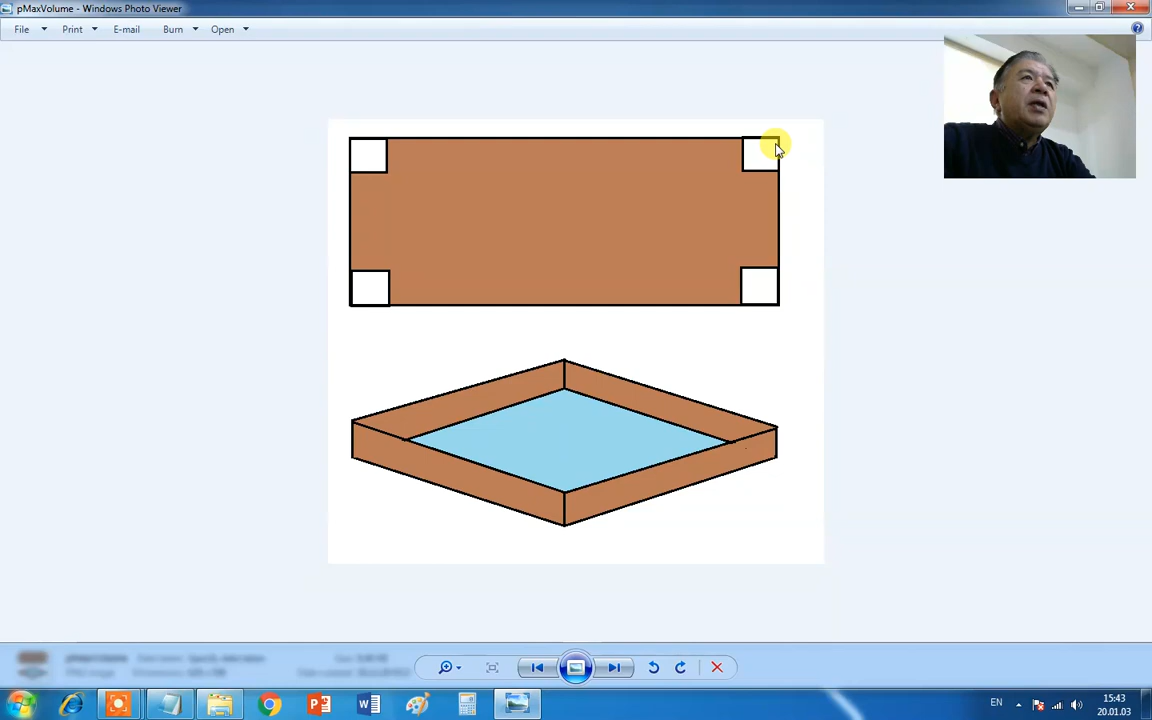 pMaxVolume - Windows Photo Viewer
File Print E-mail Burn Open
EN 15:43
20.01.03